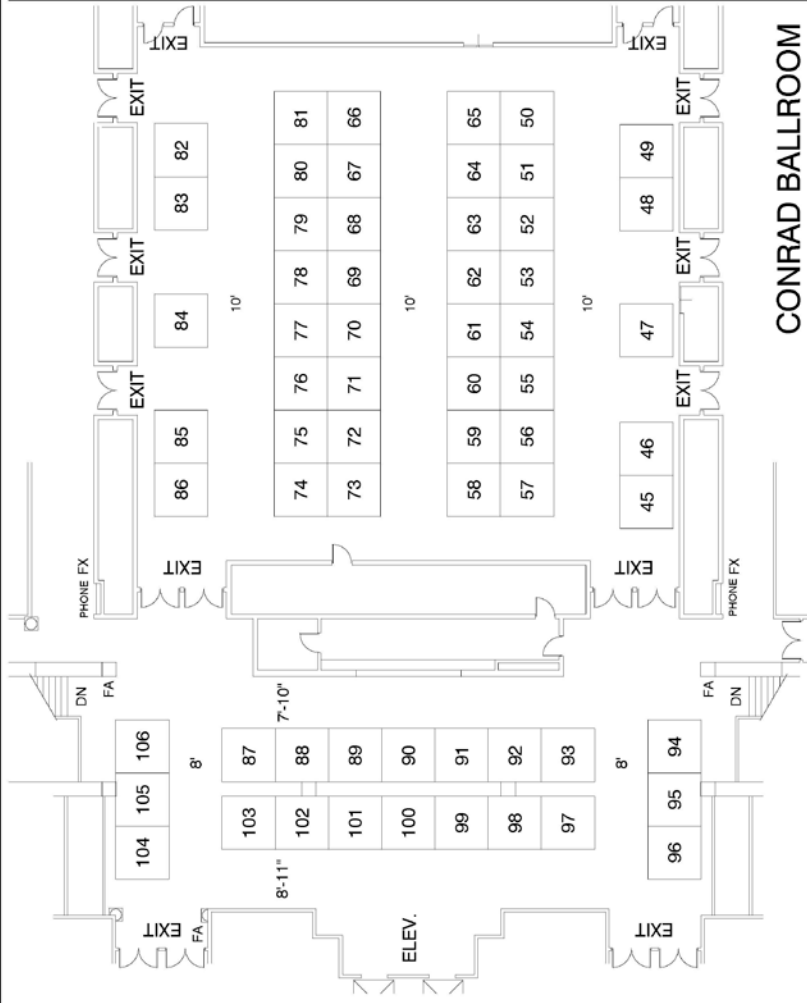 EXIT EXIT
EXIT EXIT
81 66 65 50
82 49
80 67 64 51
83 48
79 68 63 52
EXIT EXIT
78 69 62 53
10' 10' 10'
84 77 70 61 54 47
EXIT 76 71 60 55 EXIT
85 75 72 59 56 46
86 74 73 58 57 45
EXIT EXIT
PHONE FX PHONE FX
DN FA FA DN
7'-10"
106 87 88 89 90 91 92 93 94
8' 8'
105 95
104 103 102 101 100 99 98 97 96
8'-11"
EXIT FA ELEV. EXIT
CONRAD BALLROOM